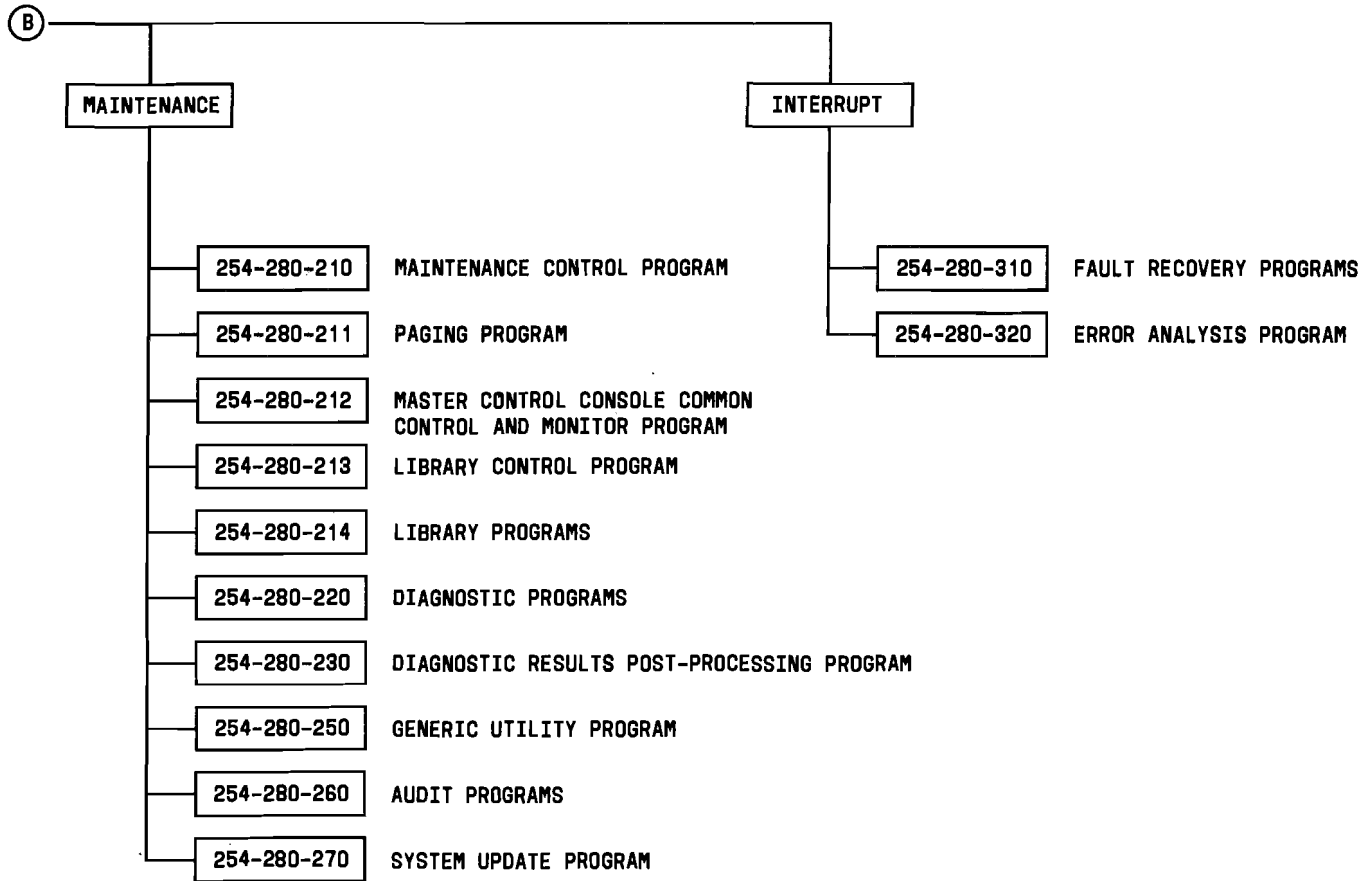 B
MAINTENANCE
INTERRUPT
254-280-210 MAINTENANCE CONTROL PROGRAM
254-280-211 PAGING PROGRAM
254-280-212 MASTER CONTROL CONSOLE COMMON
CONTROL AND MONITOR PROGRAM
254-280-213 LIBRARY CONTROL PROGRAM
254-280-214 LIBRARY PROGRAMS
254-280-220 DIAGNOSTIC PROGRAMS
254-280-230 DIAGNOSTIC RESULTS POST-PROCESSING PROGRAM
254-280-250 GENERIC UTILITY PROGRAM
254-280-260 AUDIT PROGRAMS
254-280-270 SYSTEM UPDATE PROGRAM
254-280-310 FAULT RECOVERY PROGRAMS
254-280-320 ERROR ANALYSIS PROGRAM